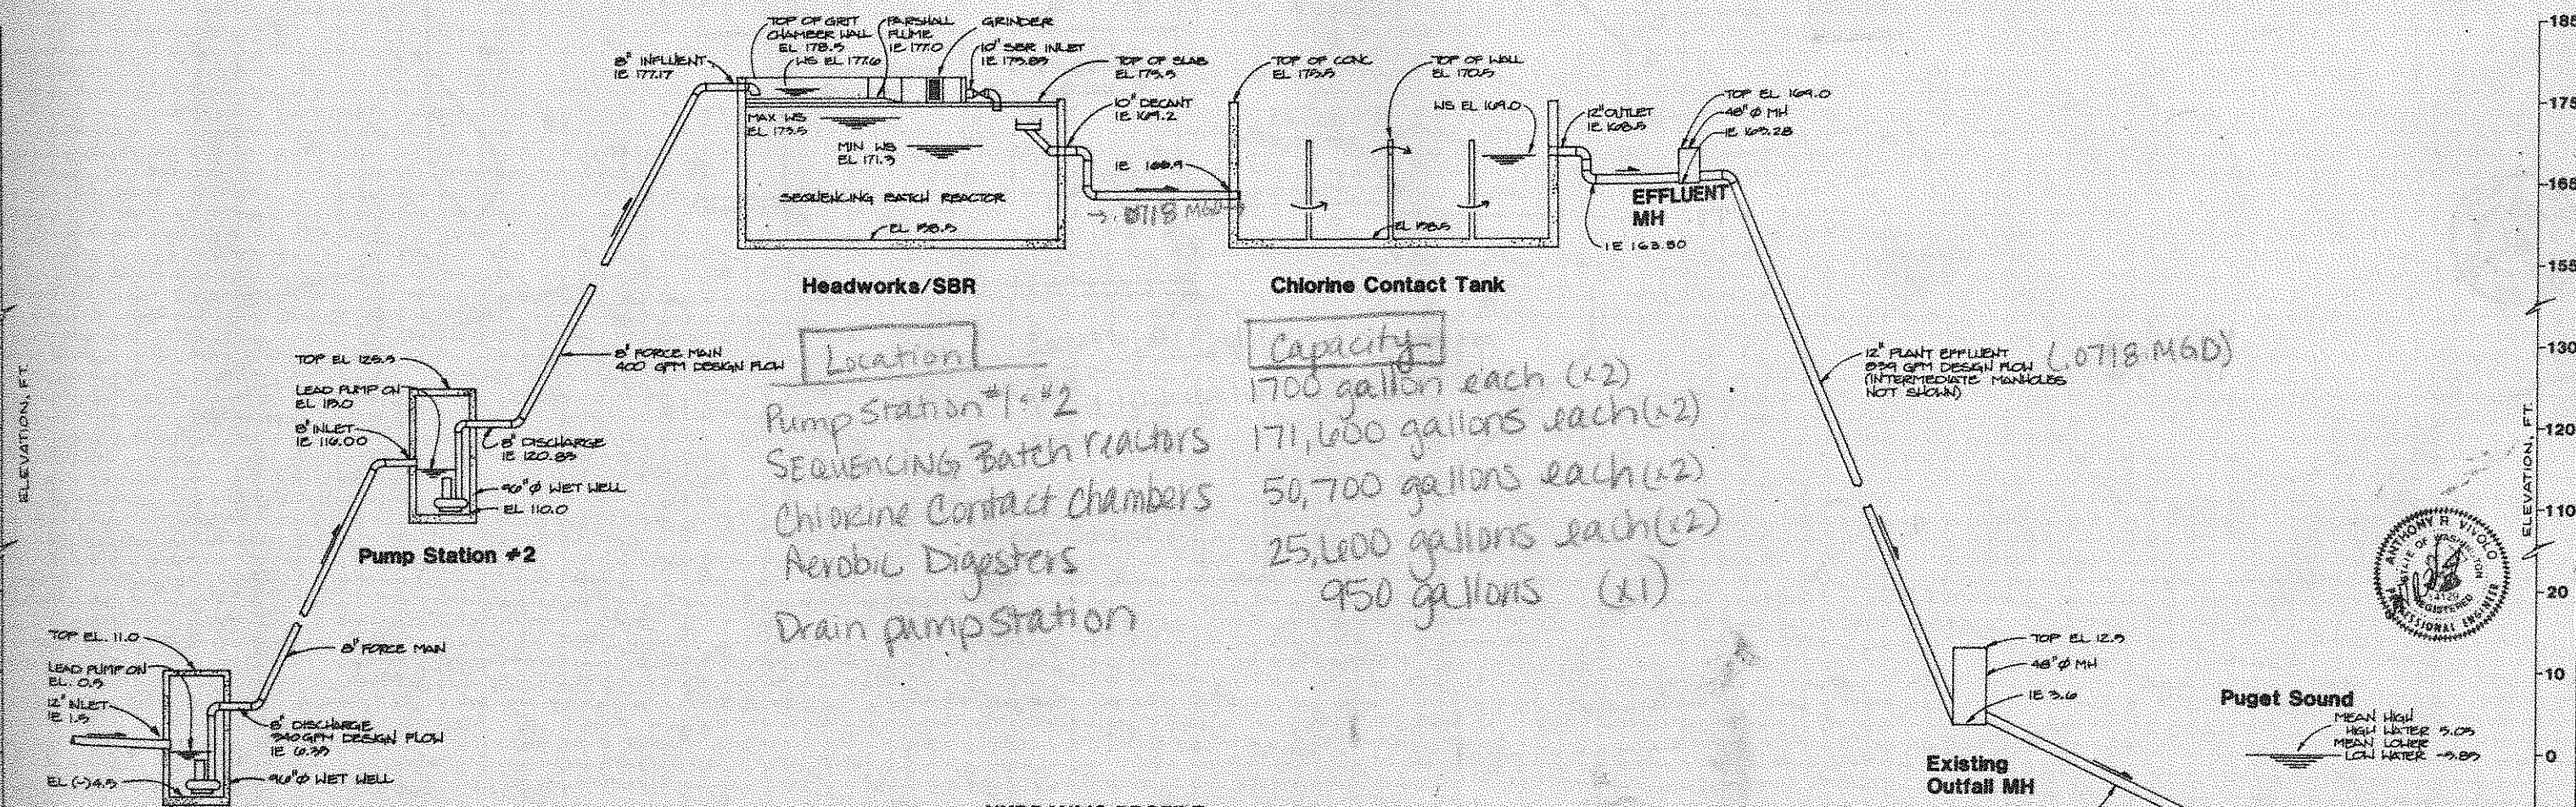 TOP OF GRIT
CHAMBER WALL
EL 178.5
WS EL 177.6
PARSHALL
FLUME
IE 177.0
GRINDER
10" SBR INLET
IE 175.83
8" INFLUENT
IE 177.17
TOP OF SLAB
EL 175.5
MAX WS
EL 173.5
MIN WS
EL 171.3
10" DECANT
IE 169.2
SEQUENCING BATCH REACTOR
EL 158.5
IE
→ .0718 MGD→
Headworks/SBR
TOP OF CONC
EL 175.5
TOP OF WALL
EL 170.5
WS EL 169.0
EL 158.5
12" OUTLET
IE 168.5
Chlorine Contact Tank
TOP EL 169.0
48" Ø MH
IE 165.28
EFFLUENT
MH
IE 163.50
185
175
165
155
130
120
110
20
10
0
ELEVATION, FT.
ELEVATION, FT.
TOP EL 125.5
LEAD PUMP ON
EL 115.0
8" INLET
IE 116.00
8" DISCHARGE
IE 120.83
96" Ø WET WELL
EL 110.0
Pump Station #2
8" FORCE MAIN
400 GPM DESIGN FLOW
Location Capacity
Pump Station #1 & #2 1700 gallon each (x2)
SEQUENCING Batch reactors 171,600 gallons each (x2)
Chlorine Contact Chambers 50,700 gallons each (x2)
Aerobic Digesters 25,600 gallons each (x2)
Drain pump station 950 gallons (x1)
12" PLANT EFFLUENT
899 GPM DESIGN FLOW (.0718 MGD)
(INTERMEDIATE MANHOLES
NOT SHOWN)
ANTHONY R VIVOLO
STATE OF WASHINGTON
14129
REGISTERED
PROFESSIONAL ENGINEER
TOP EL. 11.0
LEAD PUMP ON
EL. 0.5
12" INLET
IE 1.5
EL (-)4.5
8" FORCE MAIN
8" DISCHARGE
340 GPM DESIGN FLOW
IE 6.33
96" Ø WET WELL
TOP EL 12.5
48" Ø MH
IE 3.6
Existing
Outfall MH
Puget Sound
MEAN HIGH
HIGH WATER 5.05
MEAN LOWER
LOW WATER -5.85